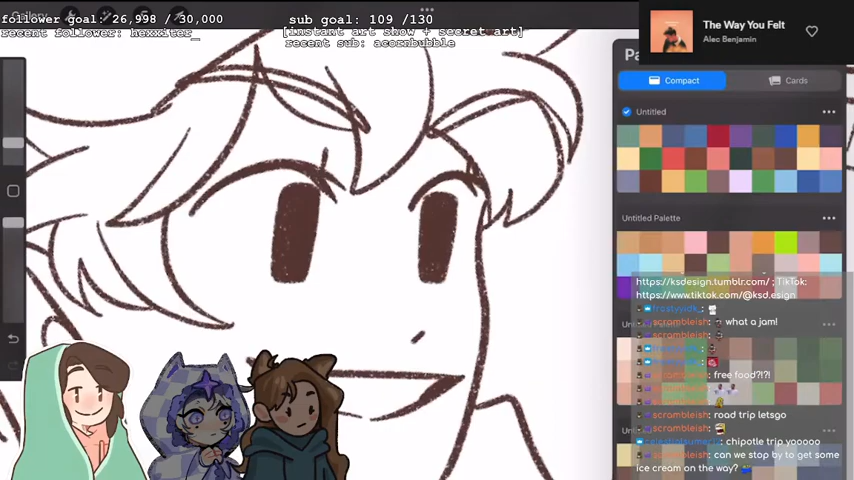 follower goal: 26,998 / 30,000
sub goal: 109 /130
recent follower: hexxiter_
[instant art show + secret art]
recent sub: acornbubble
The Way You Felt
Alec Benjamin
Compact
Cards
Untitled
Untitled Palette
https://ksdesign.tumblr.com/ ; TikTok:
https://www.tiktok.com/@ksd.esign
scrambleish: what a jam!
scrambleish:
scrambleish: free food?!?!
scrambleish:
scrambleish: road trip letsgo
scrambleish:
chipotle trip yooooo
scrambleish: can we stop by to get some
ice cream on the way?